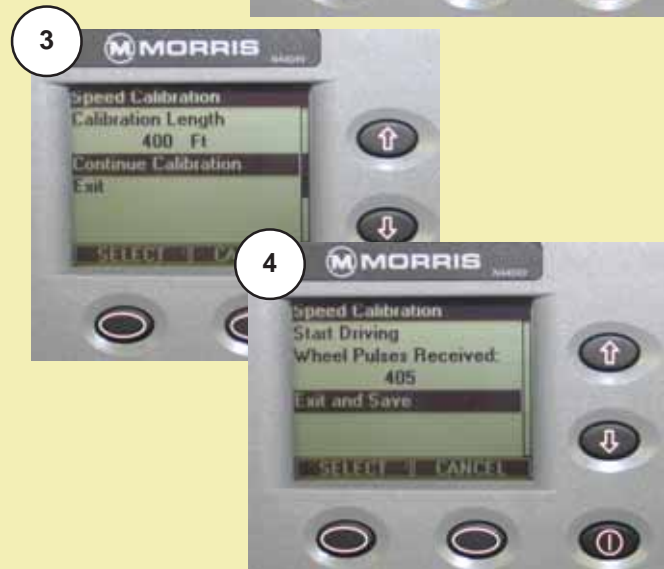 3
MORRIS
Speed Calibration
Calibration Length
400 Ft
Continue Calibration
Exit
SELECT
4
MORRIS
Speed Calibration
Start Driving
Wheel Pulses Received:
405
Exit and Save
SELECT CANCEL